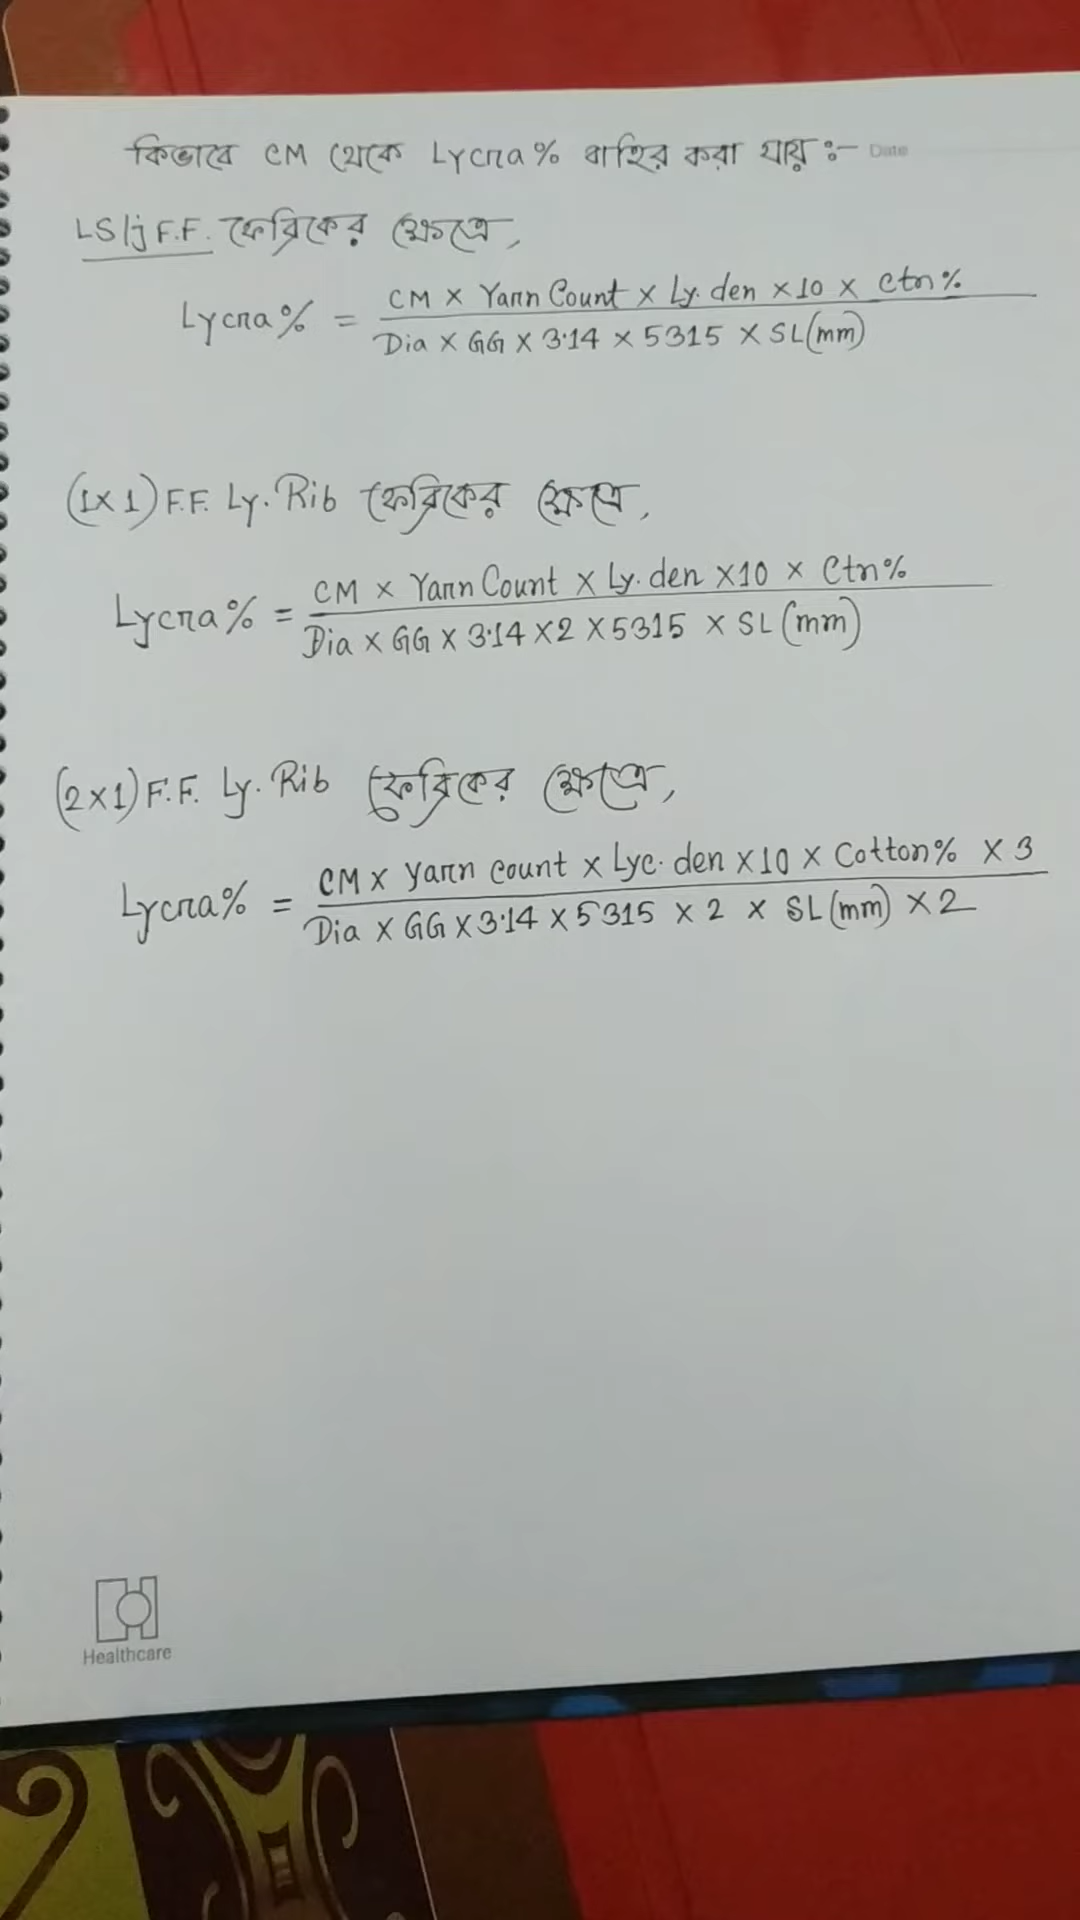 কিভাবে CM থেকে Lycra% বাহির করা যায় :-
Date
LS/j F.F. ফেব্রিকের ক্ষেত্রে,
Lycra% = CM × Yarn Count × Ly. den ×10 × Ctn%
Dia × GG × 3.14 × 5315 × SL(mm)
(1×1) F.F. Ly. Rib ফেব্রিকের ক্ষেত্রে,
Lycra% = CM × Yarn Count × Ly. den ×10 × Ctn%
Dia × GG × 3.14 ×2 ×5315 × SL (mm)
(2×1) F.F. Ly. Rib ফেব্রিকের ক্ষেত্রে,
Lycra% = CM × yarn count × Lyc. den ×10 × Cotton% ×3
Dia × GG ×3.14 ×5315 ×2 × SL(mm) ×2
Healthcare